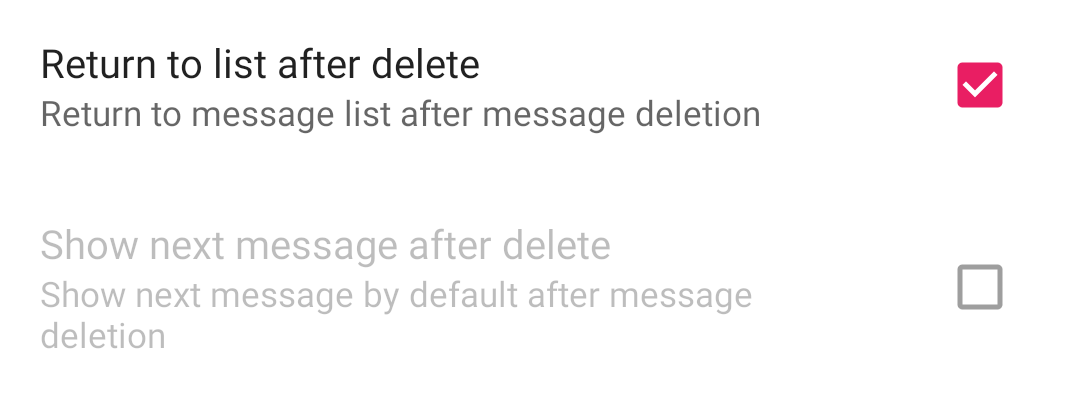 Return to list after delete
Return to message list after message deletion
Show next message after delete
Show next message by default after message
deletion